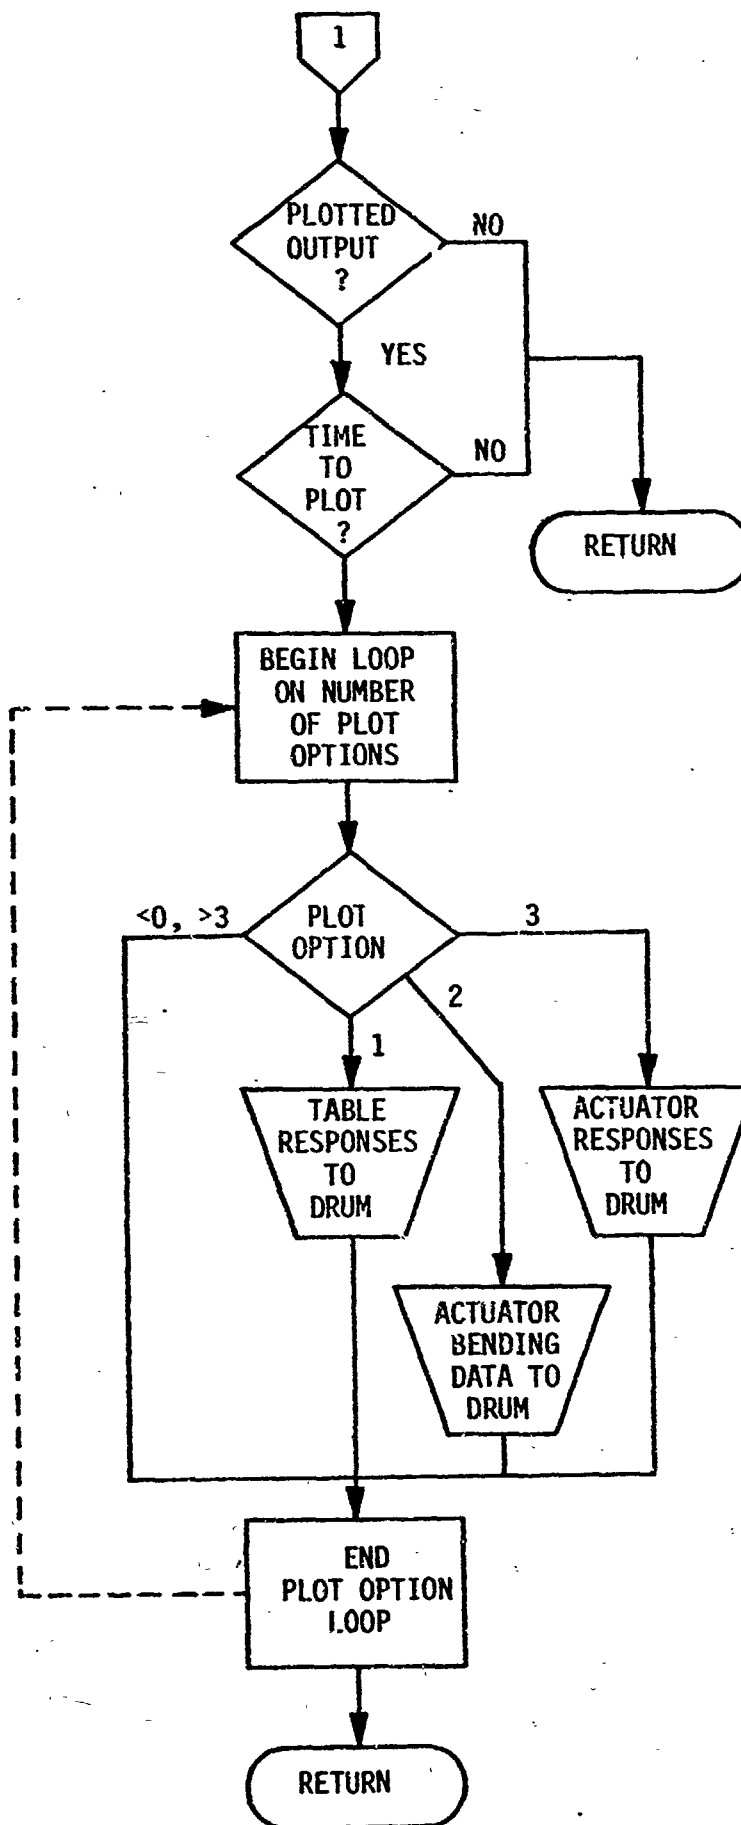 1
PLOTTED
OUTPUT
?
NO
YES
TIME
TO
PLOT
?
NO
RETURN
BEGIN LOOP
ON NUMBER
OF PLOT
OPTIONS
<0, >3
PLOT
OPTION
3
2
1
TABLE
RESPONSES
TO
DRUM
ACTUATOR
RESPONSES
TO
DRUM
ACTUATOR
BENDING
DATA TO
DRUM
END
PLOT OPTION
LOOP
RETURN